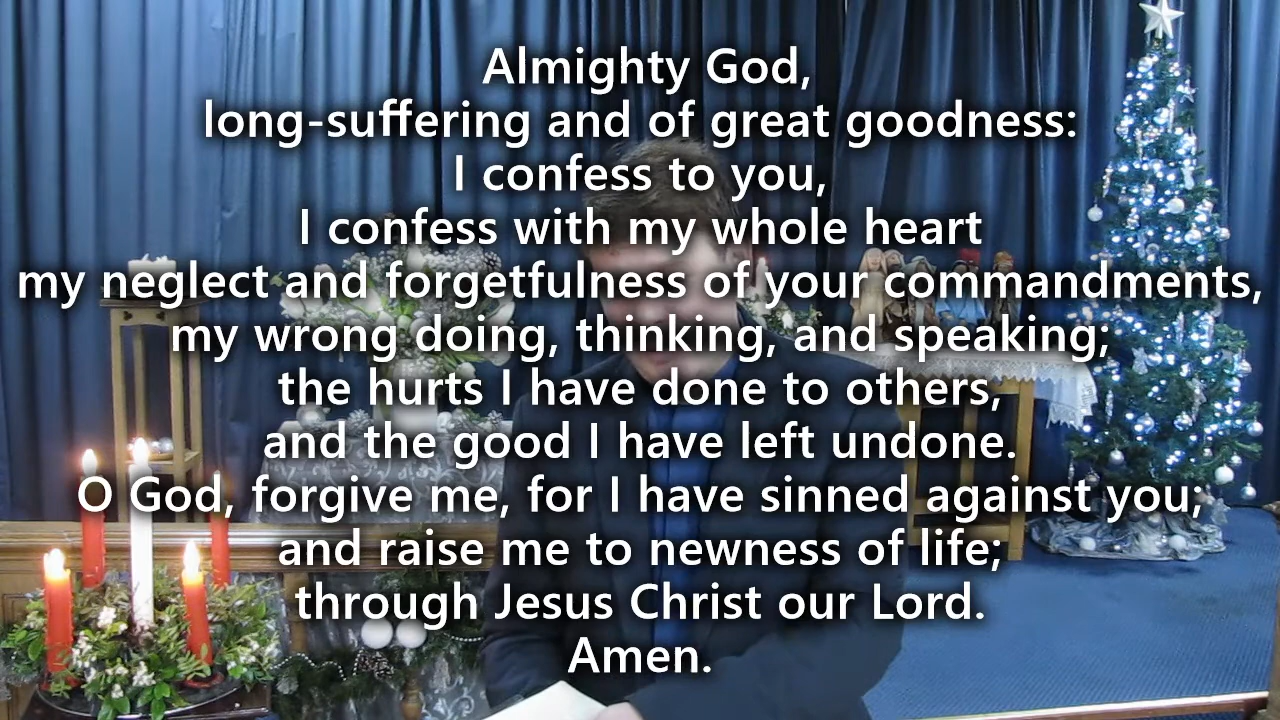 Almighty God,
long-suffering and of great goodness:
I confess to you,
I confess with my whole heart
my neglect and forgetfulness of your commandments,
my wrong doing, thinking, and speaking;
the hurts I have done to others,
and the good I have left undone.
O God, forgive me, for I have sinned against you;
and raise me to newness of life;
through Jesus Christ our Lord.
Amen.